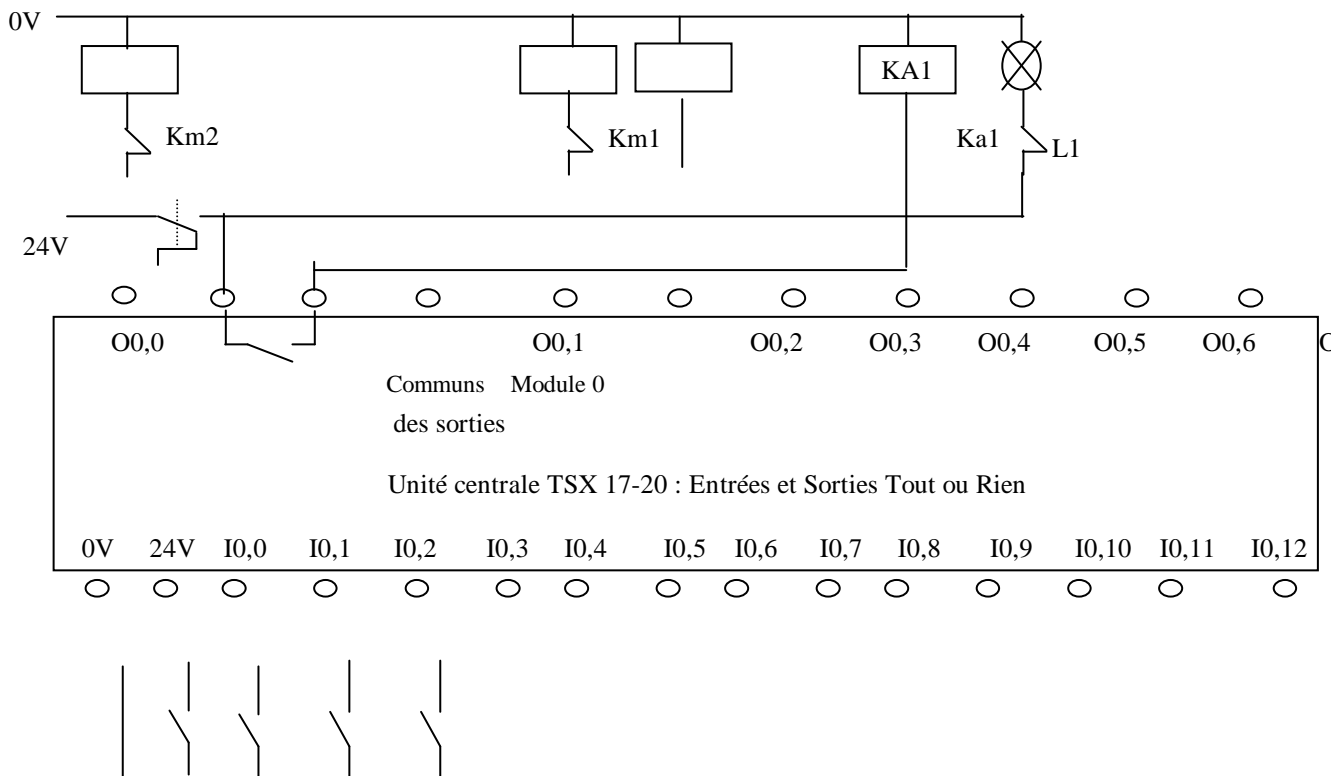 0V
KA1
Km2 Km1 Ka1 L1
24V
O0,0 O0,1 O0,2 O0,3 O0,4 O0,5 O0,6 O
Communs Module 0
des sorties
Unité centrale TSX 17-20 : Entrées et Sorties Tout ou Rien
0V 24V I0,0 I0,1 I0,2 I0,3 I0,4 I0,5 I0,6 I0,7 I0,8 I0,9 I0,10 I0,11 I0,12